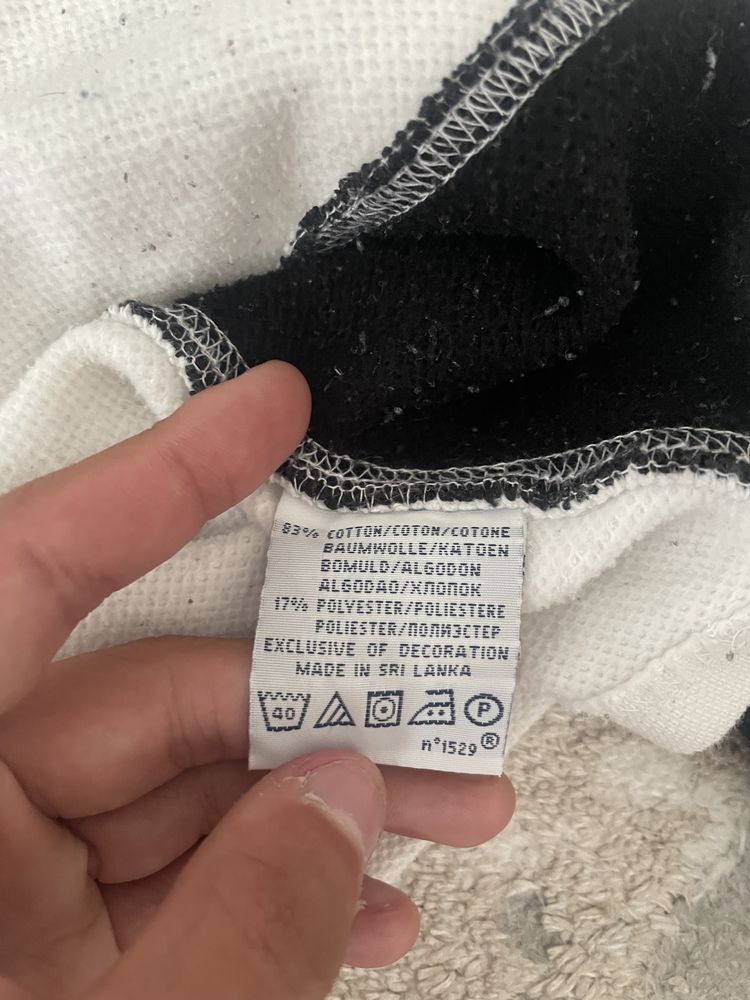 83% COTTON/COTON/COTONE
BAUMWOLLE/KATOEN
BOMULD/ALGODON
ALGODAO/ХЛОПОК
17% POLYESTER/POLIESTERE
POLIESTER/ПОЛИЭСТЕР
EXCLUSIVE OF DECORATION
MADE IN SRI LANKA
40 P
n°1529®